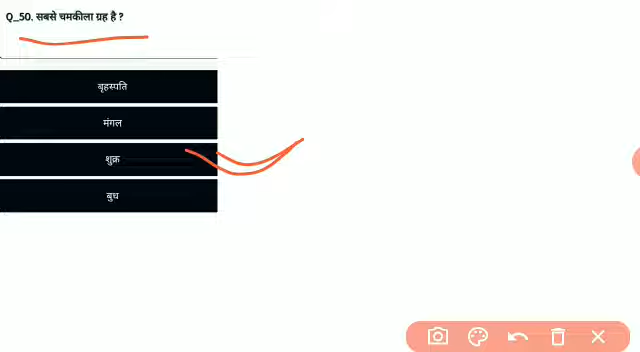 Q_50. सबसे चमकीला ग्रह है ?
बृहस्पति
मंगल
शुक्र
बुध